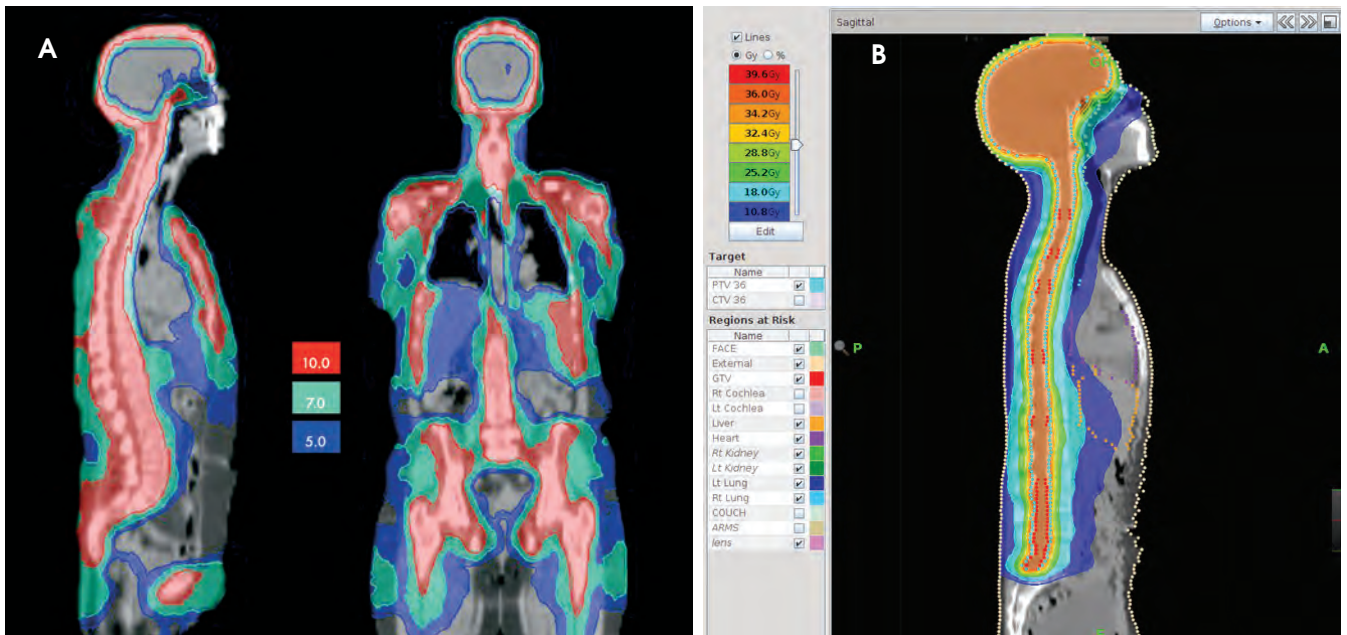 A
10.0
7.0
5.0
Lines
Gy %
39.6Gy
36.0Gy
34.2Gy
32.4Gy
28.8Gy
25.2Gy
18.0Gy
10.8Gy
Edit
Target
Name
PTV 36
CTV 36
Regions at Risk
Name
FACE
External
GTV
Rt Cochlea
Lt Cochlea
Liver
Heart
Rt Kidney
Lt Kidney
Lt Lung
Rt Lung
COUCH
ARMS
lens
Sagittal
Options
B
P
A